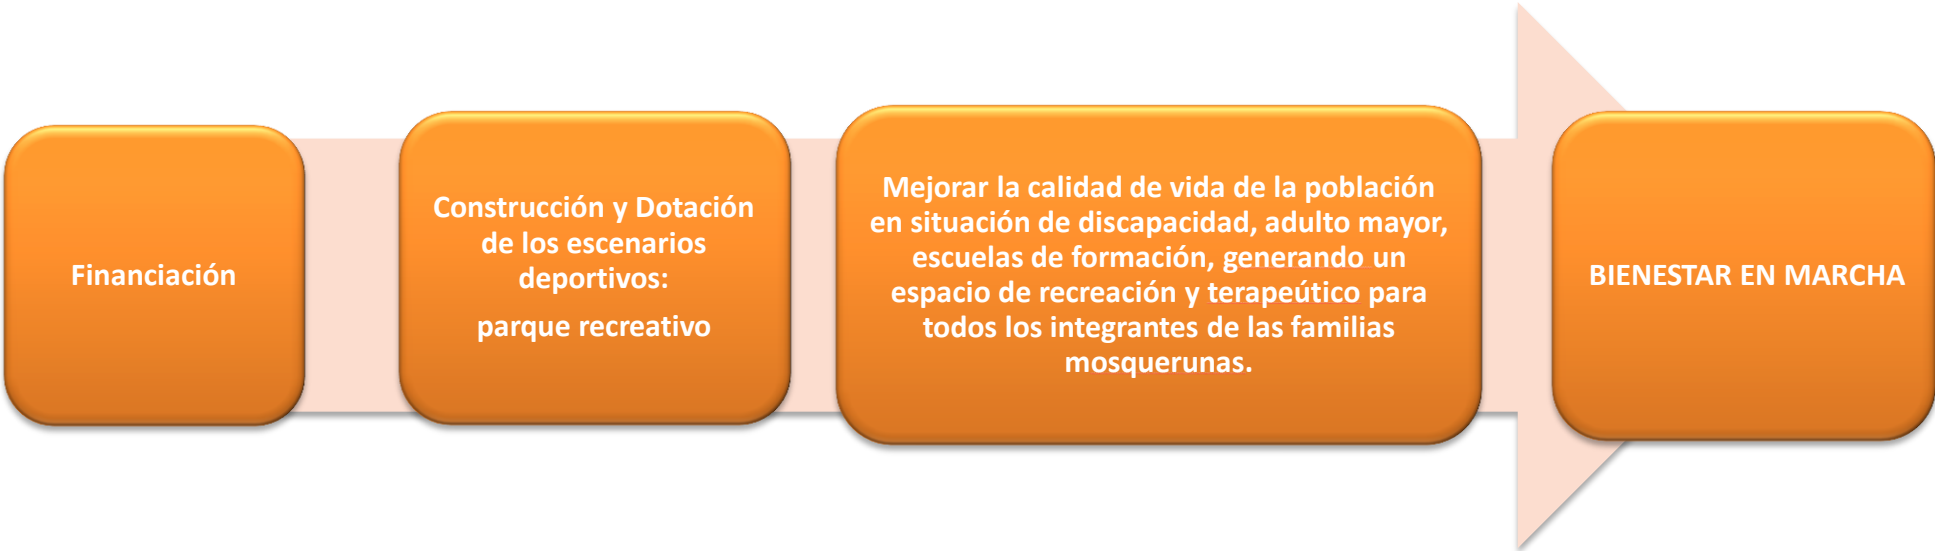 Financiación
Construcción y Dotación
de los escenarios
deportivos:
parque recreativo
Mejorar la calidad de vida de la población
en situación de discapacidad, adulto mayor,
escuelas de formación, generando un
espacio de recreación y terapeútico para
todos los integrantes de las familias
mosquerunas.
BIENESTAR EN MARCHA